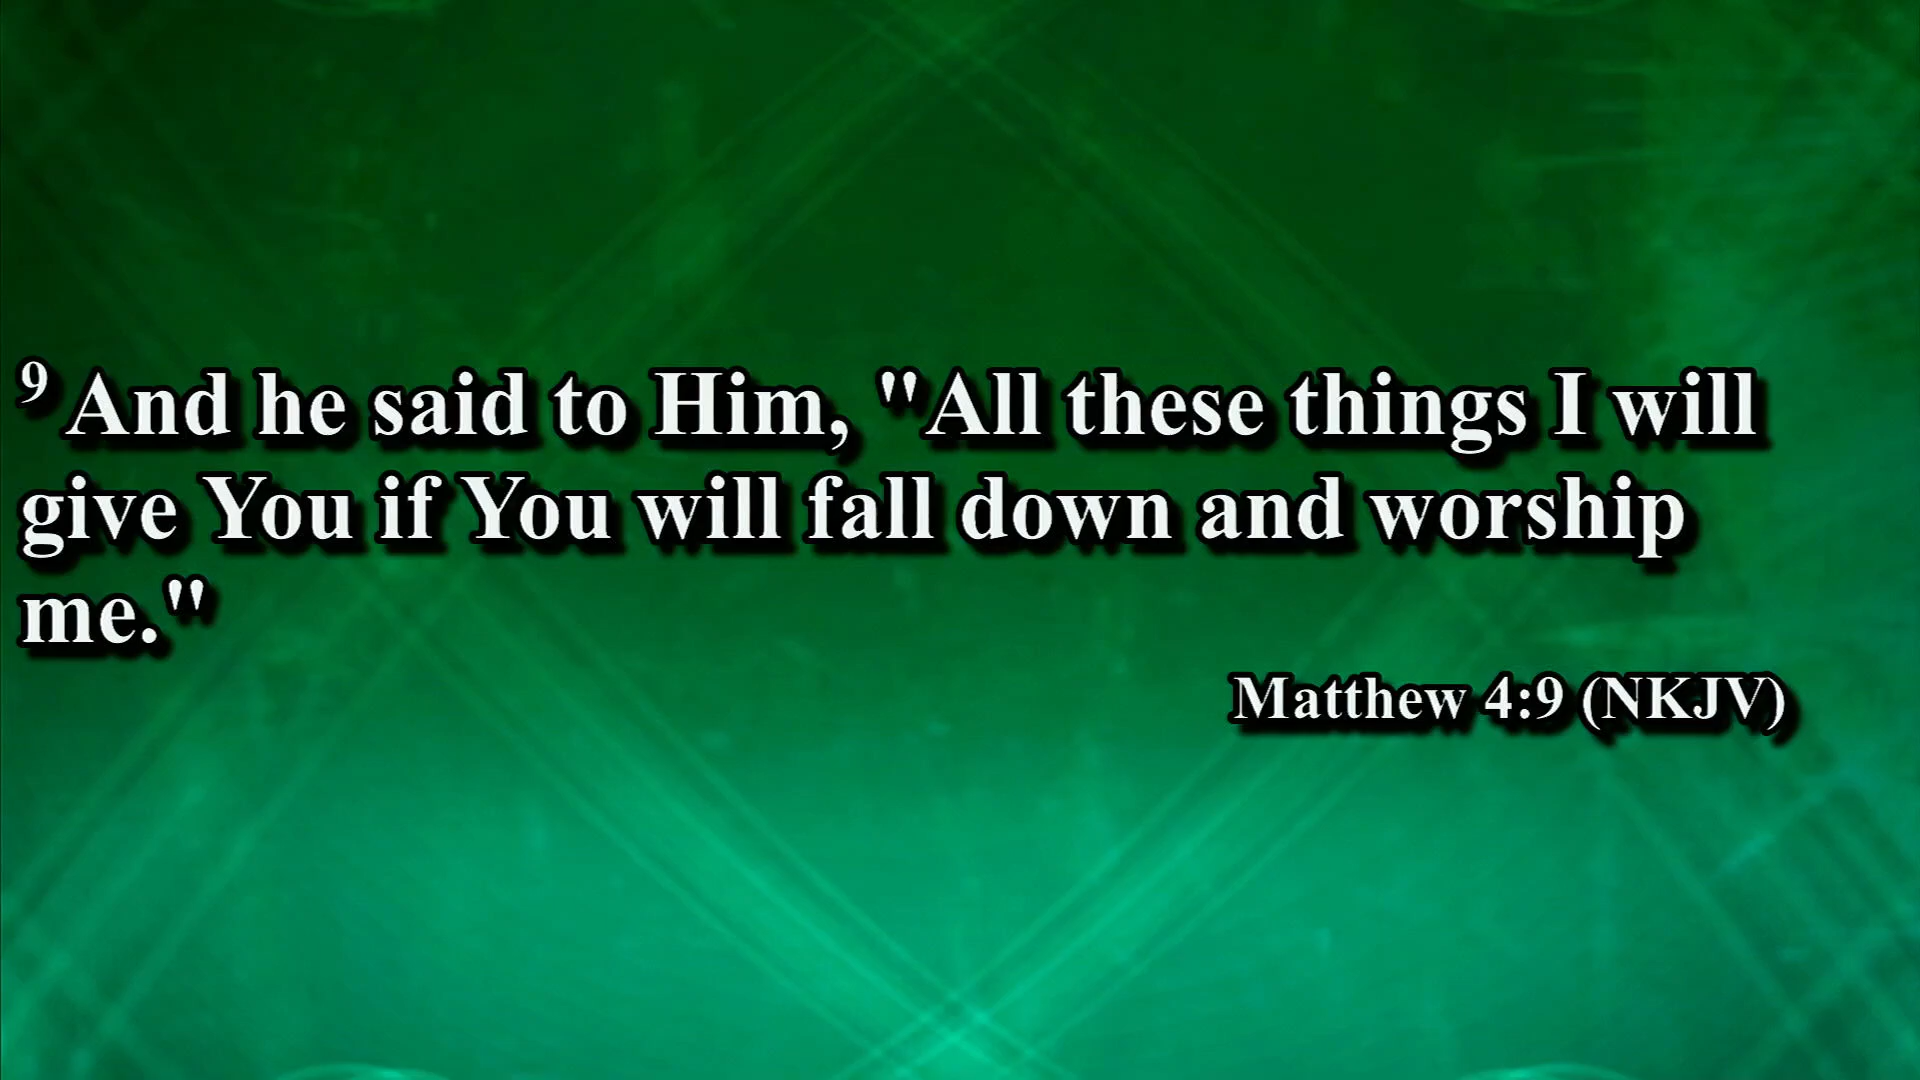 9 And he said to Him, "All these things I will
give You if You will fall down and worship
me."
Matthew 4:9 (NKJV)